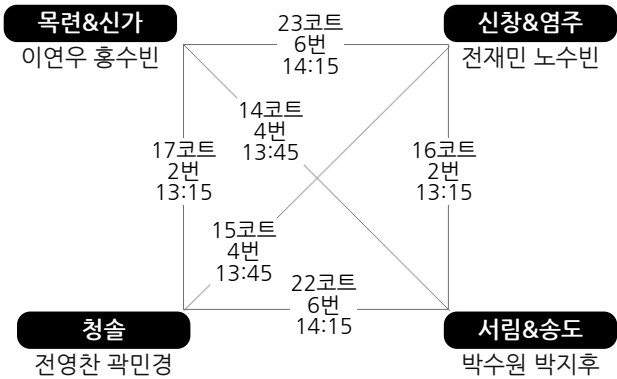 목련&신가
이연우 홍수빈
신창&염주
전재민 노수빈
23코트
6번
14:15
14코트
4번
13:45
17코트
2번
13:15
16코트
2번
13:15
15코트
4번
13:45
22코트
6번
14:15
청솔
전영찬 곽민경
서림&송도
박수원 박지후